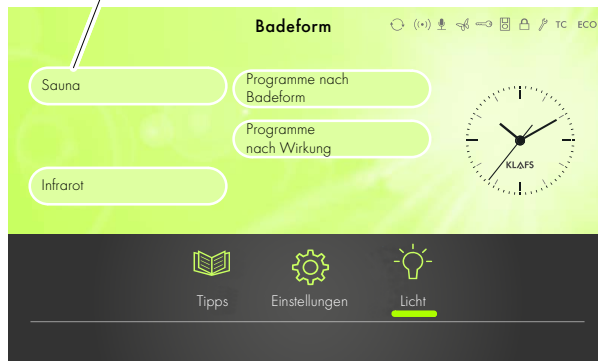 Badeform
TC ECO
Sauna
Programme nach
Badeform
Programme
nach Wirkung
KLAFS
Infrarot
Tipps
Einstellungen
Licht